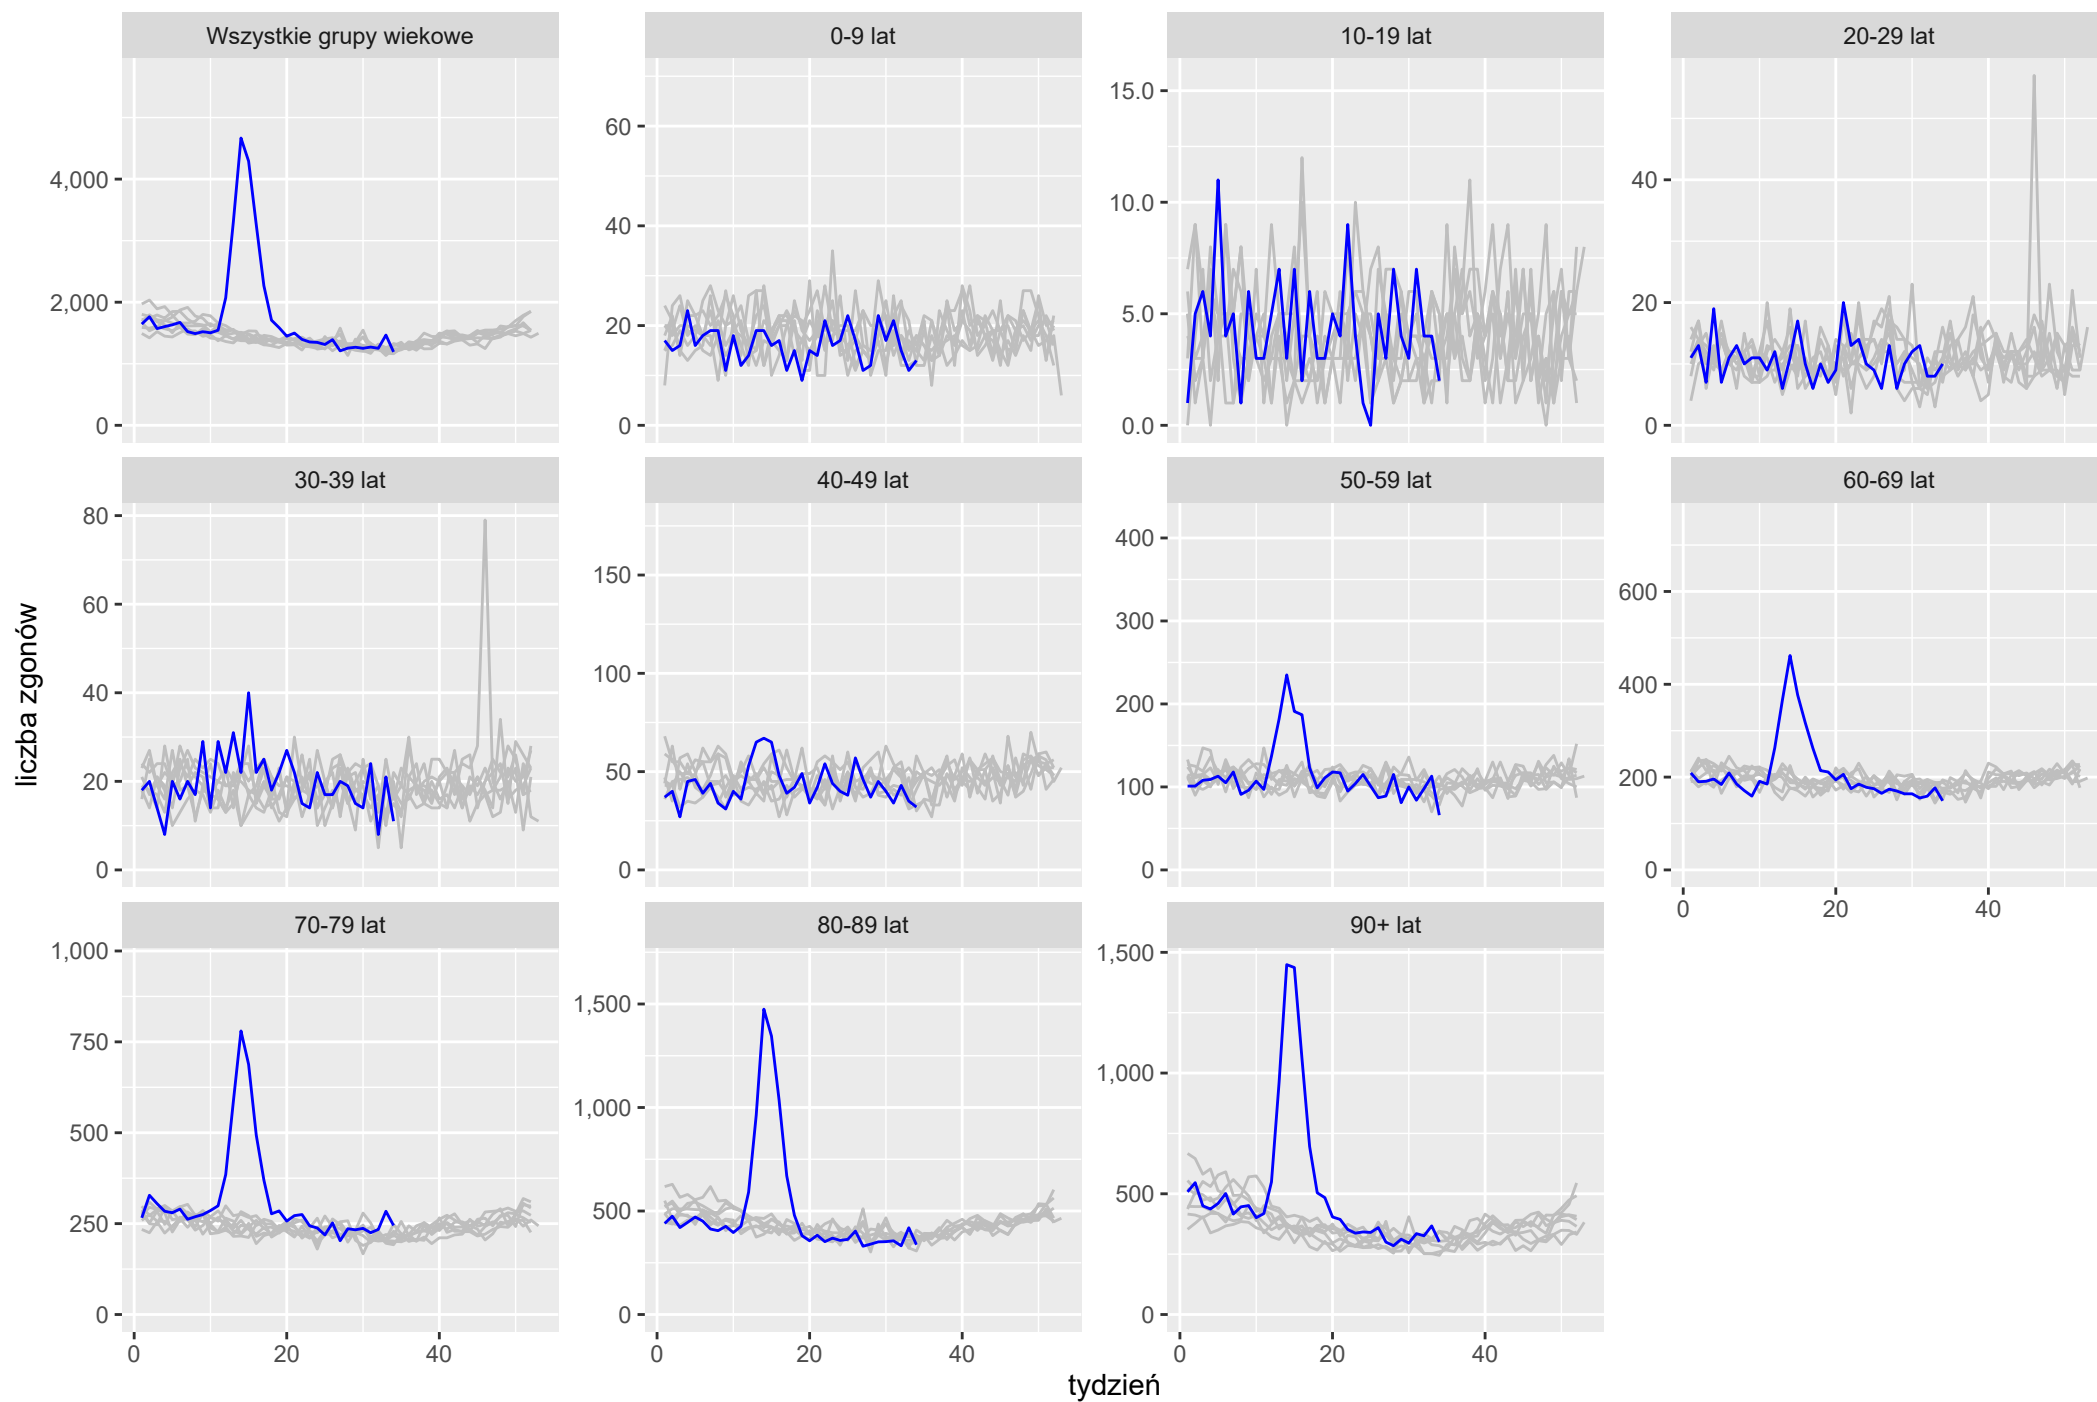 Wszystkie grupy wiekowe
0-9 lat
10-19 lat
20-29 lat
4,000
2,000
0
60
40
20
0
15.0
10.0
5.0
0.0
40
20
0
30-39 lat
40-49 lat
50-59 lat
60-69 lat
80
60
40
20
0
150
100
50
0
400
300
200
100
0
600
400
200
0
0 20 40
70-79 lat
80-89 lat
90+ lat
1,000
750
500
250
0
1,500
1,000
500
0
1,500
1,000
500
0
0 20 40
0 20 40
0 20 40
liczba zgonów
tydzień